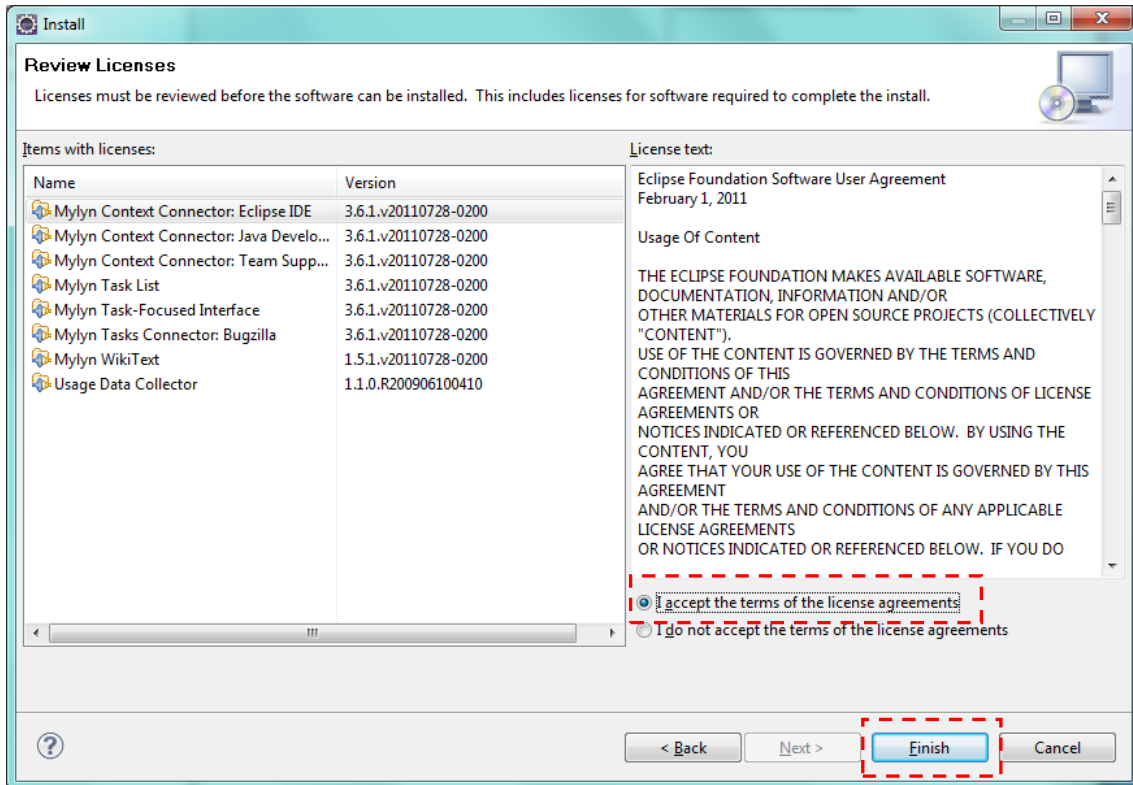 Install
Review Licenses
Licenses must be reviewed before the software can be installed.  This includes licenses for software required to complete the install.
Items with licenses:
Name Version
Mylyn Context Connector: Eclipse IDE 3.6.1.v20110728-0200
Mylyn Context Connector: Java Develo... 3.6.1.v20110728-0200
Mylyn Context Connector: Team Supp... 3.6.1.v20110728-0200
Mylyn Task List 3.6.1.v20110728-0200
Mylyn Task-Focused Interface 3.6.1.v20110728-0200
Mylyn Tasks Connector: Bugzilla 3.6.1.v20110728-0200
Mylyn WikiText 1.5.1.v20110728-0200
Usage Data Collector 1.1.0.R200906100410
License text:
Eclipse Foundation Software User Agreement
February 1, 2011
Usage Of Content
THE ECLIPSE FOUNDATION MAKES AVAILABLE SOFTWARE,
DOCUMENTATION, INFORMATION AND/OR
OTHER MATERIALS FOR OPEN SOURCE PROJECTS (COLLECTIVELY
"CONTENT").
USE OF THE CONTENT IS GOVERNED BY THE TERMS AND
CONDITIONS OF THIS
AGREEMENT AND/OR THE TERMS AND CONDITIONS OF LICENSE
AGREEMENTS OR
NOTICES INDICATED OR REFERENCED BELOW.  BY USING THE
CONTENT, YOU
AGREE THAT YOUR USE OF THE CONTENT IS GOVERNED BY THIS
AGREEMENT
AND/OR THE TERMS AND CONDITIONS OF ANY APPLICABLE
LICENSE AGREEMENTS
OR NOTICES INDICATED OR REFERENCED BELOW.  IF YOU DO
I accept the terms of the license agreements
I do not accept the terms of the license agreements
? < Back Next > Finish Cancel